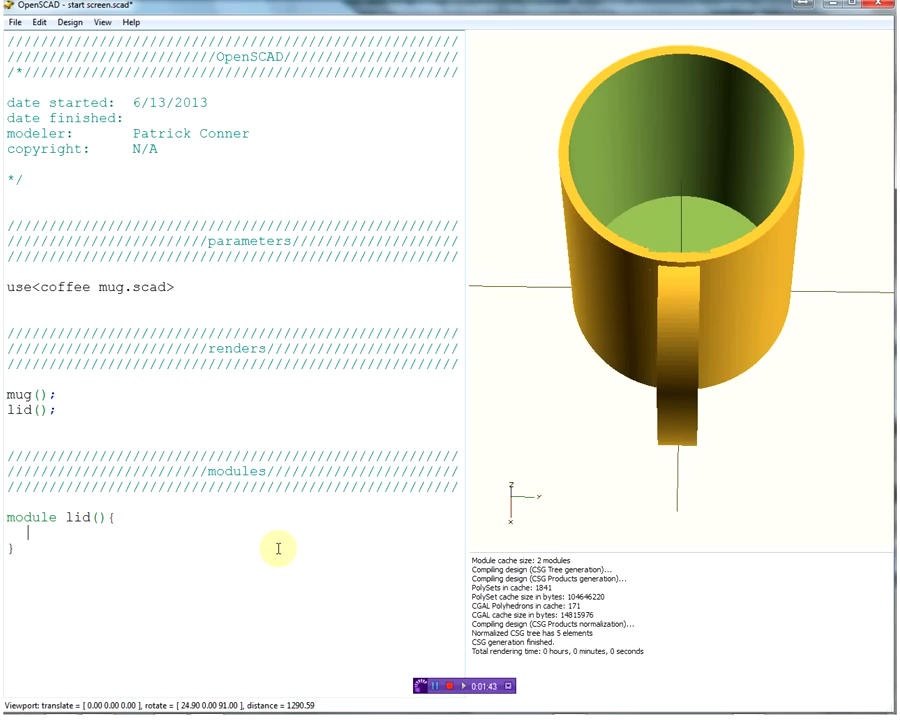 OpenSCAD - start screen.scad*
File Edit Design View Help
//////////////////////////////////////////////////////
/////////////////////////OpenSCAD/////////////////////
/*////////////////////////////////////////////////////
date started: 6/13/2013
date finished:
modeler: Patrick Conner
copyright: N/A
*/
//////////////////////////////////////////////////////
////////////////////////parameters////////////////////
//////////////////////////////////////////////////////
use<coffee mug.scad>
//////////////////////////////////////////////////////
////////////////////////renders///////////////////////
//////////////////////////////////////////////////////
mug();
lid();
//////////////////////////////////////////////////////
////////////////////////modules///////////////////////
//////////////////////////////////////////////////////
module lid(){
}
z
y
x
Module cache size: 2 modules
Compiling design (CSG Tree generation)...
Compiling design (CSG Products generation)...
PolySets in cache: 1841
PolySet cache size in bytes: 104646220
CGAL Polyhedrons in cache: 171
CGAL cache size in bytes: 14815976
Compiling design (CSG Products normalization)...
Normalized CSG tree has 5 elements
CSG generation finished.
Total rendering time: 0 hours, 0 minutes, 0 seconds
0:01:43
Viewport: translate = [ 0.00 0.00 0.00 ], rotate = [ 24.90 0.00 91.00 ], distance = 1290.59